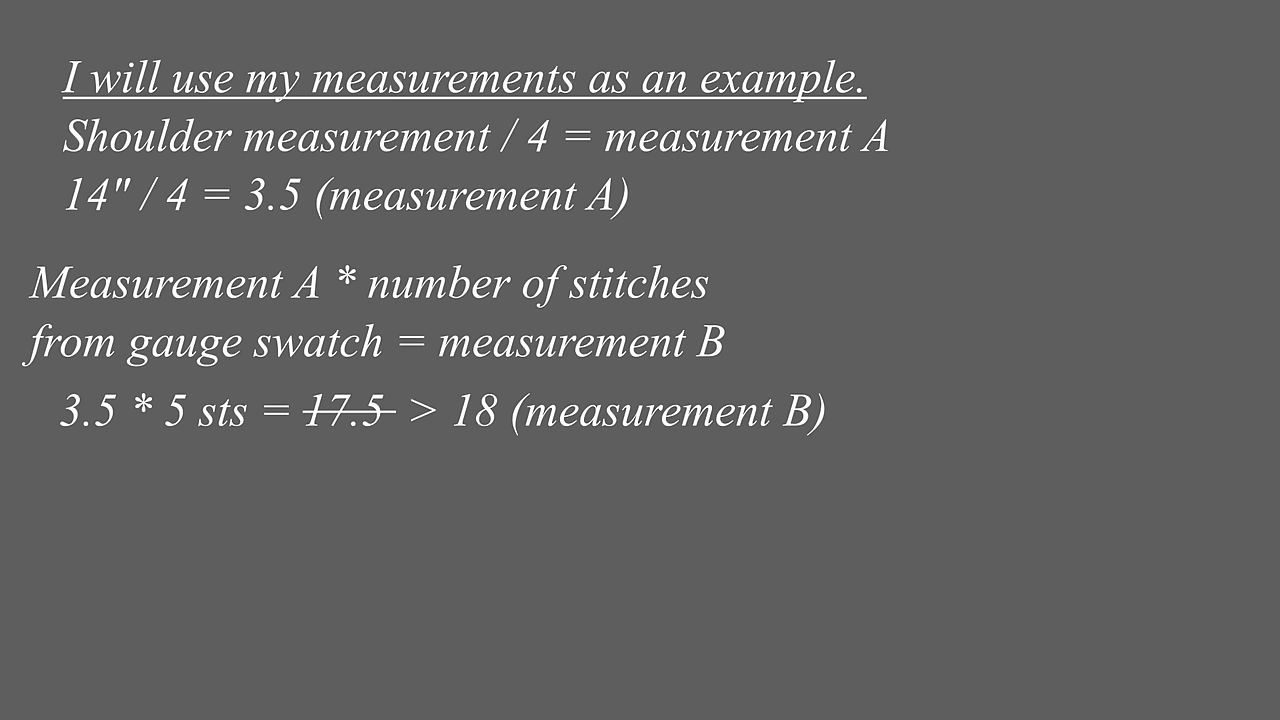 I will use my measurements as an example.
Shoulder measurement / 4 = measurement A
14" / 4 = 3.5 (measurement A)
Measurement A * number of stitches
from gauge swatch = measurement B
3.5 * 5 sts = 17.5 > 18 (measurement B)